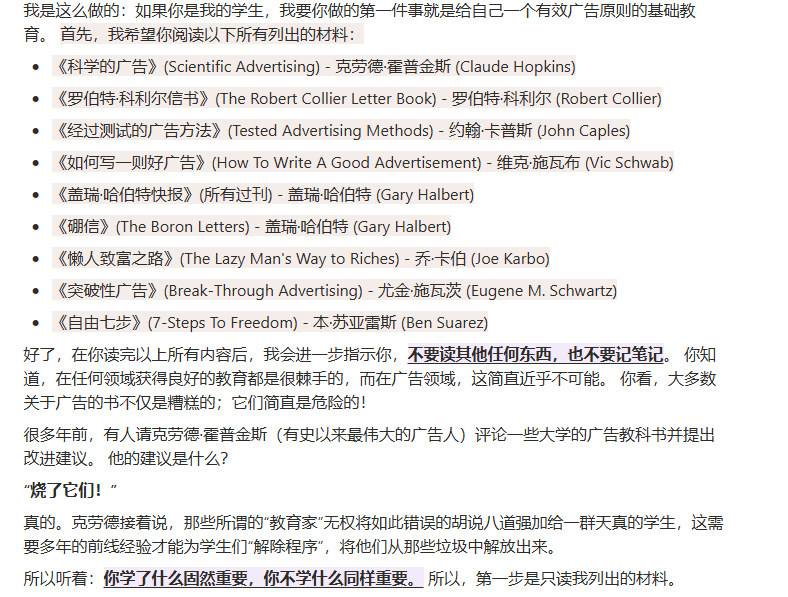 我是这么做的：如果你是我的学生，我要你做的第一件事就是给自己一个有效广告原则的基础教
育。 首先，我希望你阅读以下所有列出的材料：
• 《科学的广告》(Scientific Advertising) - 克劳德·霍普金斯 (Claude Hopkins)
• 《罗伯特·科利尔信书》(The Robert Collier Letter Book) - 罗伯特·科利尔 (Robert Collier)
• 《经过测试的广告方法》(Tested Advertising Methods) - 约翰·卡普斯 (John Caples)
• 《如何写一则好广告》(How To Write A Good Advertisement) - 维克·施瓦布 (Vic Schwab)
• 《盖瑞·哈伯特快报》(所有过刊) - 盖瑞·哈伯特 (Gary Halbert)
• 《硼信》(The Boron Letters) - 盖瑞·哈伯特 (Gary Halbert)
• 《懒人致富之路》(The Lazy Man's Way to Riches) - 乔·卡伯 (Joe Karbo)
• 《突破性广告》(Break-Through Advertising) - 尤金·施瓦茨 (Eugene M. Schwartz)
• 《自由七步》(7-Steps To Freedom) - 本·苏亚雷斯 (Ben Suarez)
好了，在你读完以上所有内容后，我会进一步指示你，不要读其他任何东西，也不要记笔记。 你知
道，在任何领域获得良好的教育都是很棘手的，而在广告领域，这简直近乎不可能。 你看，大多数
关于广告的书不仅是糟糕的；它们简直是危险的！
很多年前，有人请克劳德·霍普金斯（有史以来最伟大的广告人）评论一些大学的广告教科书并提出
改进建议。 他的建议是什么？
“烧了它们！”
真的。克劳德接着说，那些所谓的“教育家”无权将如此错误的胡说八道强加给一群天真的学生，这需
要多年的前线经验才能为学生们“解除程序”，将他们从那些垃圾中解放出来。
所以听着：你学了什么固然重要，你不学什么同样重要。 所以，第一步是只读我列出的材料。